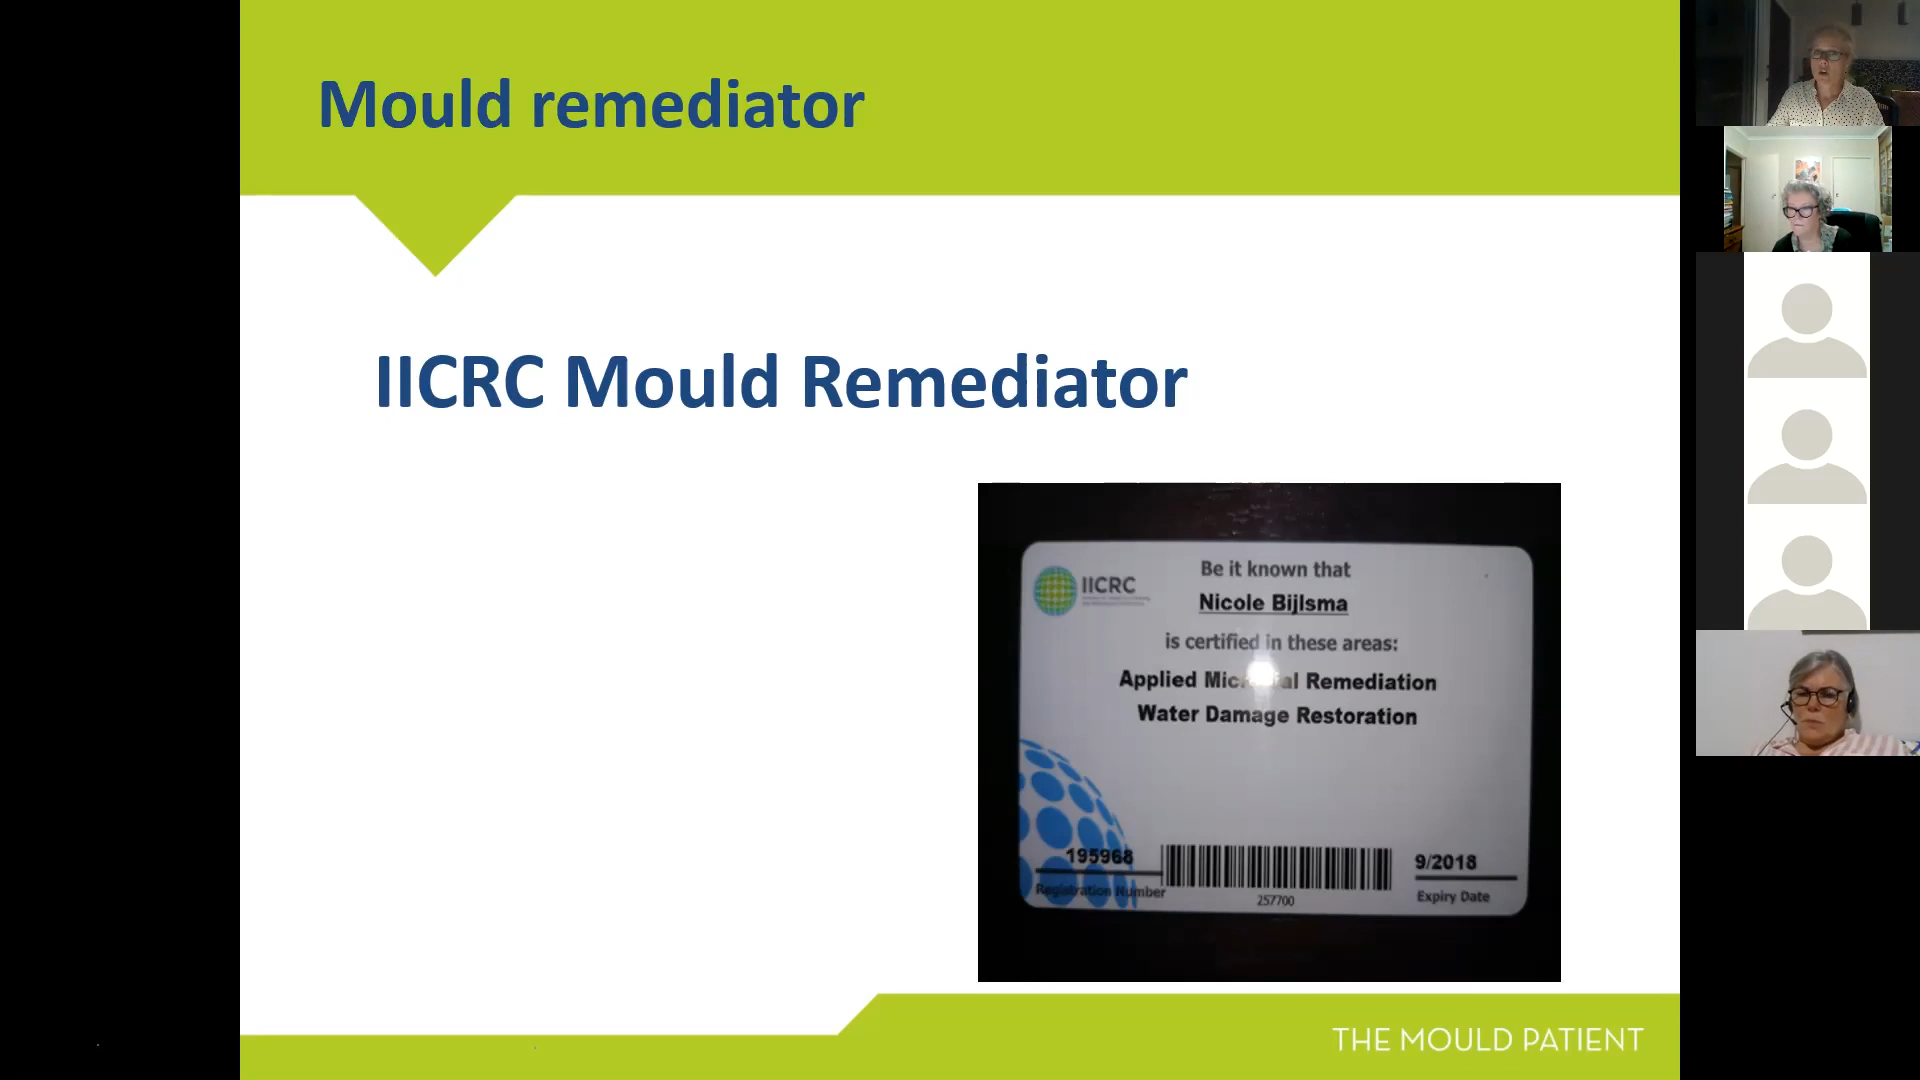 Mould remediator
IICRC Mould Remediator
IICRC
Be it known that
Nicole Bijlsma
is certified in these areas:
Applied Microbial Remediation
Water Damage Restoration
195968
Registration Number
257700
9/2018
Expiry Date
THE MOULD PATIENT